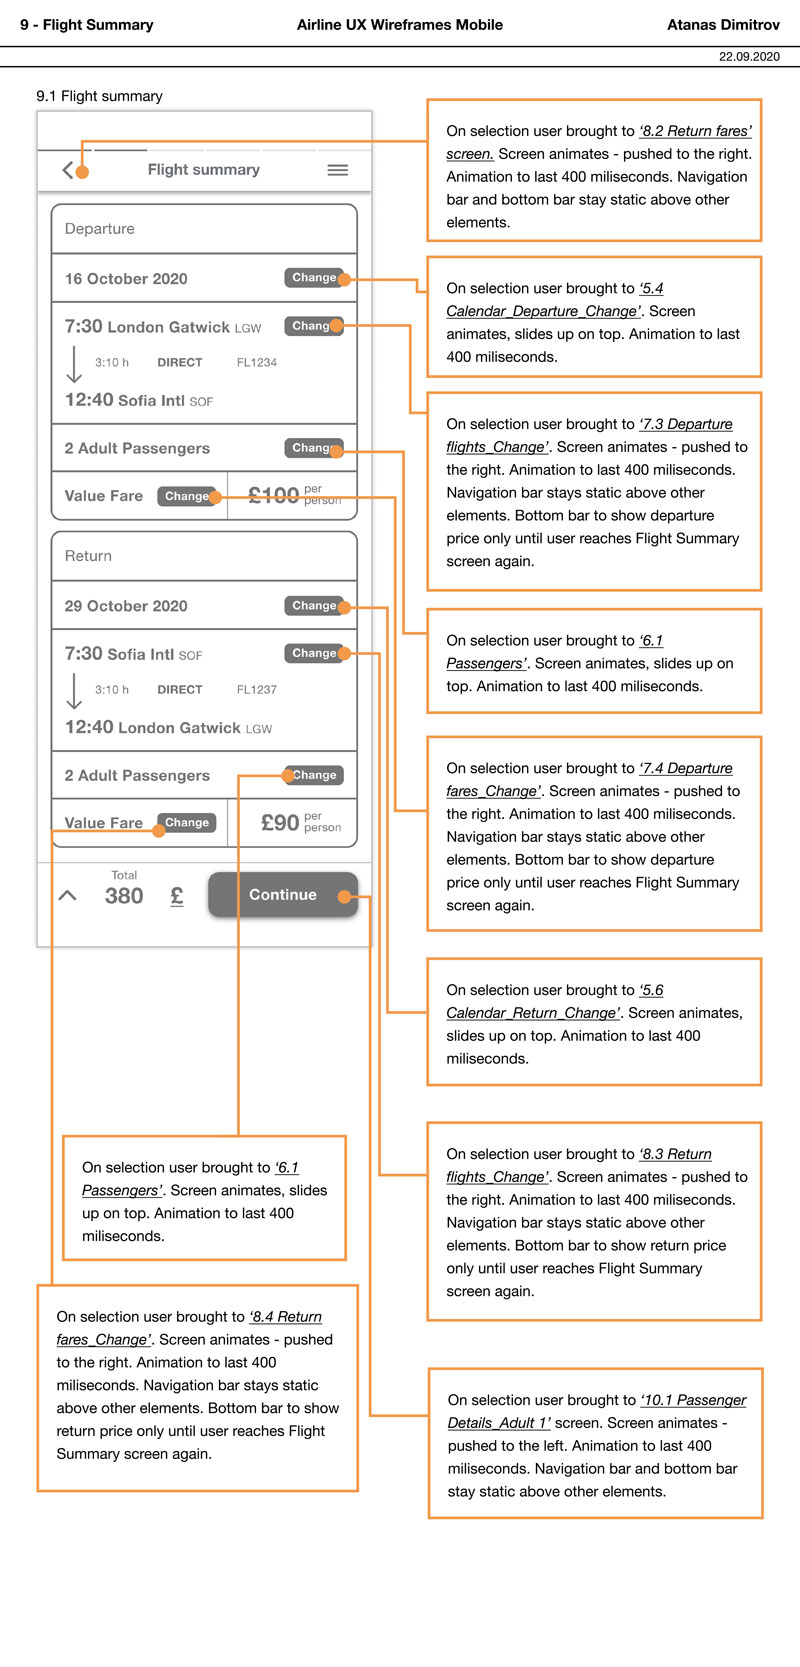 9 - Flight Summary
Airline UX Wireframes Mobile
Atanas Dimitrov
22.09.2020
9.1 Flight summary
Flight summary
Departure
16 October 2020 Change
7:30 London Gatwick LGW Change
3:10 h DIRECT FL1234
12:40 Sofia Intl SOF
2 Adult Passengers Change
Value Fare Change £100 per
person
Return
29 October 2020 Change
7:30 Sofia Intl SOF Change
3:10 h DIRECT FL1237
12:40 London Gatwick LGW
2 Adult Passengers Change
Value Fare Change £90 per
person
Total
380 £ Continue
On selection user brought to ‘8.2 Return fares’
screen. Screen animates - pushed to the right.
Animation to last 400 miliseconds. Navigation
bar and bottom bar stay static above other
elements.
On selection user brought to ‘5.4
Calendar_Departure_Change’. Screen
animates, slides up on top. Animation to last
400 miliseconds.
On selection user brought to ‘7.3 Departure
flights_Change’. Screen animates - pushed to
the right. Animation to last 400 miliseconds.
Navigation bar stays static above other
elements. Bottom bar to show departure
price only until user reaches Flight Summary
screen again.
On selection user brought to ‘6.1
Passengers’. Screen animates, slides up on
top. Animation to last 400 miliseconds.
On selection user brought to ‘7.4 Departure
fares_Change’. Screen animates - pushed to
the right. Animation to last 400 miliseconds.
Navigation bar stays static above other
elements. Bottom bar to show departure
price only until user reaches Flight Summary
screen again.
On selection user brought to ‘5.6
Calendar_Return_Change’. Screen animates,
slides up on top. Animation to last 400
miliseconds.
On selection user brought to ‘8.3 Return
flights_Change’. Screen animates - pushed to
the right. Animation to last 400 miliseconds.
Navigation bar stays static above other
elements. Bottom bar to show return price
only until user reaches Flight Summary
screen again.
On selection user brought to ‘6.1
Passengers’. Screen animates, slides
up on top. Animation to last 400
miliseconds.
On selection user brought to ‘8.4 Return
fares_Change’. Screen animates - pushed
to the right. Animation to last 400
miliseconds. Navigation bar stays static
above other elements. Bottom bar to show
return price only until user reaches Flight
Summary screen again.
On selection user brought to ‘10.1 Passenger
Details_Adult 1’ screen. Screen animates -
pushed to the left. Animation to last 400
miliseconds. Navigation bar and bottom bar
stay static above other elements.